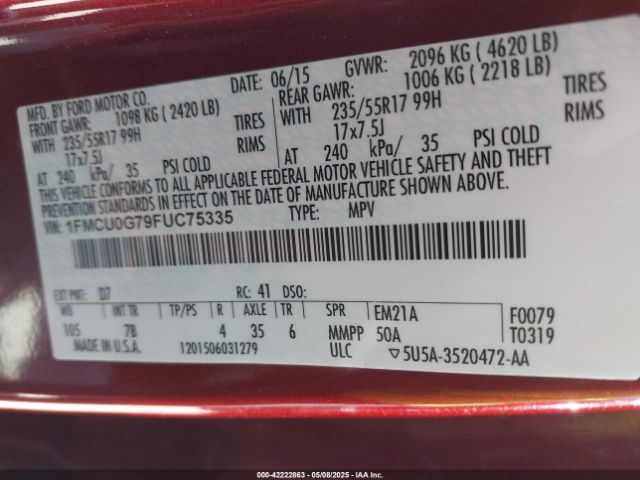 MFD. BY FORD MOTOR CO.
DATE: 06/15 GVWR: 2096 KG ( 4620 LB)
FRONT GAWR: 1098 KG ( 2420 LB) REAR GAWR: 1006 KG ( 2218 LB)
WITH 235/55R17 99H TIRES WITH 235/55R17 99H TIRES
17x7.5J RIMS 17x7.5J RIMS
AT 240 kPa/ 35 PSI COLD AT 240 kPa/ 35 PSI COLD
THIS VEHICLE CONFORMS TO ALL APPLICABLE FEDERAL MOTOR VEHICLE SAFETY AND THEFT
PREVENTION STANDARDS IN EFFECT ON THE DATE OF MANUFACTURE SHOWN ABOVE.
VIN: 1FMCU0G79FUC75335 TYPE: MPV
EXT PNT: D7 RC: 41 DSO:
WB INT TR TP/PS R AXLE TR SPR EM21A F0079
105 7B 4 35 6 MMPP 50A T0319
MADE IN U.S.A. 1201506031279 ULC ▽5U5A-3520472-AA
000-42222863 | 05/08/2025 | IAA Inc.